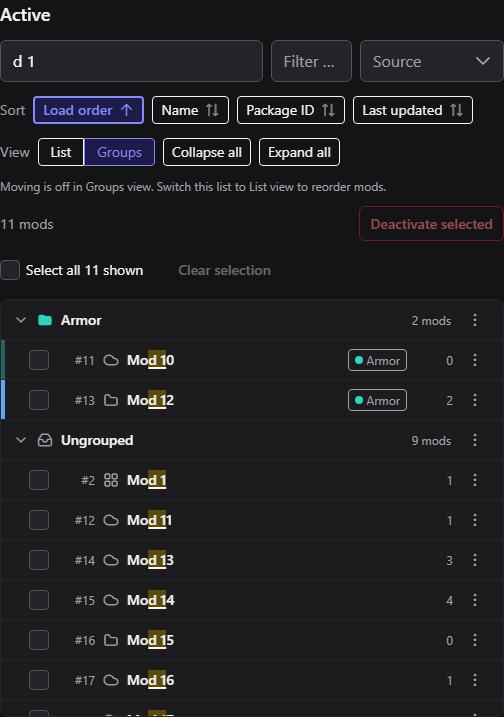 Active
d 1
Filter ...
Source
Sort
Load order
Name
Package ID
Last updated
View
List
Groups
Collapse all
Expand all
Moving is off in Groups view. Switch this list to List view to reorder mods.
11 mods
Deactivate selected
Select all 11 shown
Clear selection
Armor
2 mods
#11 Mod 10 Armor 0
#13 Mod 12 Armor 2
Ungrouped
9 mods
#2 Mod 1 1
#12 Mod 11 1
#14 Mod 13 3
#15 Mod 14 4
#16 Mod 15 0
#17 Mod 16 1